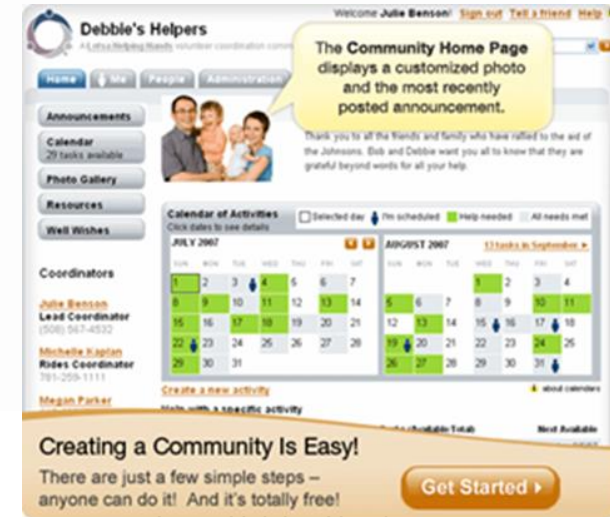 Welcome Julie Benson! Sign out Tell a friend Help
Debbie's Helpers
A Lotsa Helping Hands volunteer coordination
The Community Home Page
displays a customized photo
and the most recently
posted announcement.
Home Me People Administration
Announcements
Calendar
29 tasks available
Photo Gallery
Resources
Well Wishes
Thank you to all the friends and family who have rallied to the aid of
the Johnsons. Bob and Debbie want you all to know that they are
grateful beyond words for all your help.
Calendar of Activities
Click dates to see details
Selected day I'm scheduled Help needed All needs met
JULY 2007
SUN MON TUE WED THU FRI SAT
1 2 3 4 5 6 7
8 9 10 11 12 13 14
15 16 17 18 19 20 21
22 23 24 25 26 27 28
29 30 31
AUGUST 2007 13 tasks in September
SUN MON TUE WED THU FRI SAT
1 2 3 4
5 6 7 8 9 10 11
12 13 14 15 16 17 18
19 20 21 22 23 24 25
26 27 28 29 30 31
Coordinators
Julie Benson
Lead Coordinator
(508) 567-4532
Michelle Kaplan
Rides Coordinator
781-259-1111
Megan Parker
Create a new activity
about calendars
Help with a specific activity
Next Available
Creating a Community Is Easy!
There are just a few simple steps –
anyone can do it! And it's totally free!
Get Started